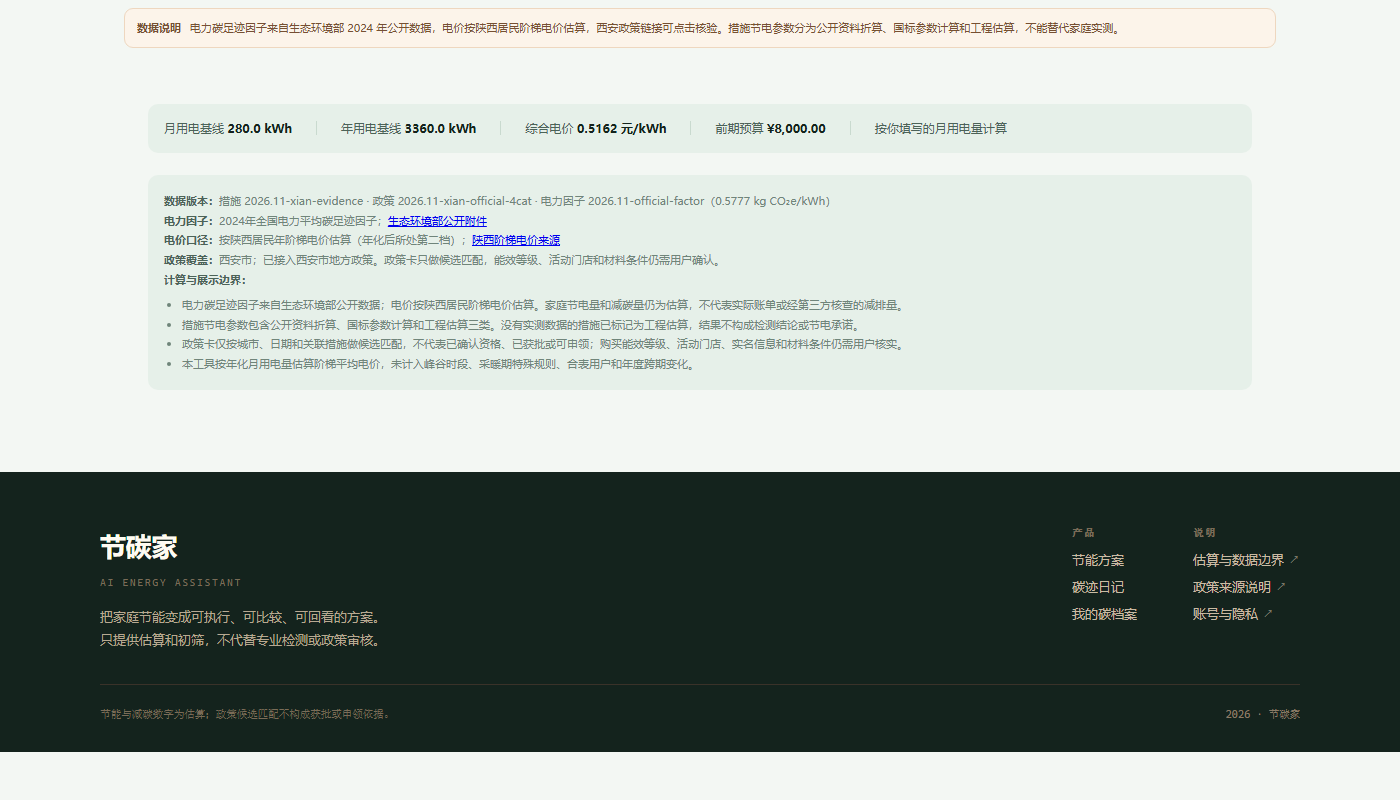 数据说明 电力碳足迹因子来自生态环境部 2024 年公开数据，电价按陕西居民阶梯电价估算，西安政策链接可点击核验。措施节电参数分为公开资料折算、国标参数计算和工程估算，不能替代家庭实测。
月用电基线 280.0 kWh 年用电基线 3360.0 kWh 综合电价 0.5162 元/kWh 前期预算 ¥8,000.00 按你填写的月用电量计算
数据版本：措施 2026.11-xian-evidence · 政策 2026.11-xian-official-4cat · 电力因子 2026.11-official-factor（0.5777 kg CO₂e/kWh）
电力因子：2024年全国电力平均碳足迹因子；生态环境部公开附件
电价口径：按陕西居民年阶梯电价估算（年化后所处第二档）；陕西阶梯电价来源
政策覆盖：西安市；已接入西安市地方政策。政策卡只做候选匹配，能效等级、活动门店和材料条件仍需用户确认。
计算与展示边界：
• 电力碳足迹因子来自生态环境部公开数据；电价按陕西居民阶梯电价估算。家庭节电量和减碳量仍为估算，不代表实际账单或经第三方核查的减排量。
• 措施节电参数包含公开资料折算、国标参数计算和工程估算三类。没有实测数据的措施已标记为工程估算，结果不构成检测结论或节电承诺。
• 政策卡仅按城市、日期和关联措施做候选匹配，不代表已确认资格、已获批或可申领；购买能效等级、活动门店、实名信息和材料条件仍需用户核实。
• 本工具按年化月用电量估算阶梯平均电价，未计入峰谷时段、采暖期特殊规则、合表用户和年度跨期变化。
节碳家
AI ENERGY ASSISTANT
把家庭节能变成可执行、可比较、可回看的方案。
只提供估算和初筛，不代替专业检测或政策审核。
产品
节能方案
碳迹日记
我的碳档案
说明
估算与数据边界 ↗
政策来源说明 ↗
账号与隐私 ↗
节能与减碳数字为估算；政策候选匹配不构成获批或申领依据。
2026 · 节碳家